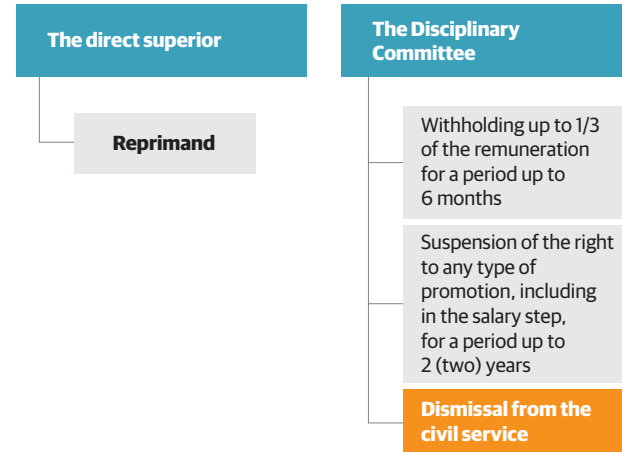 The direct superior
Reprimand
The Disciplinary
Committee
Withholding up to 1/3
of the remuneration
for a period up to
6 months
Suspension of the right
to any type of
promotion, including
in the salary step,
for a period up to
2 (two) years
Dismissal from the
civil service